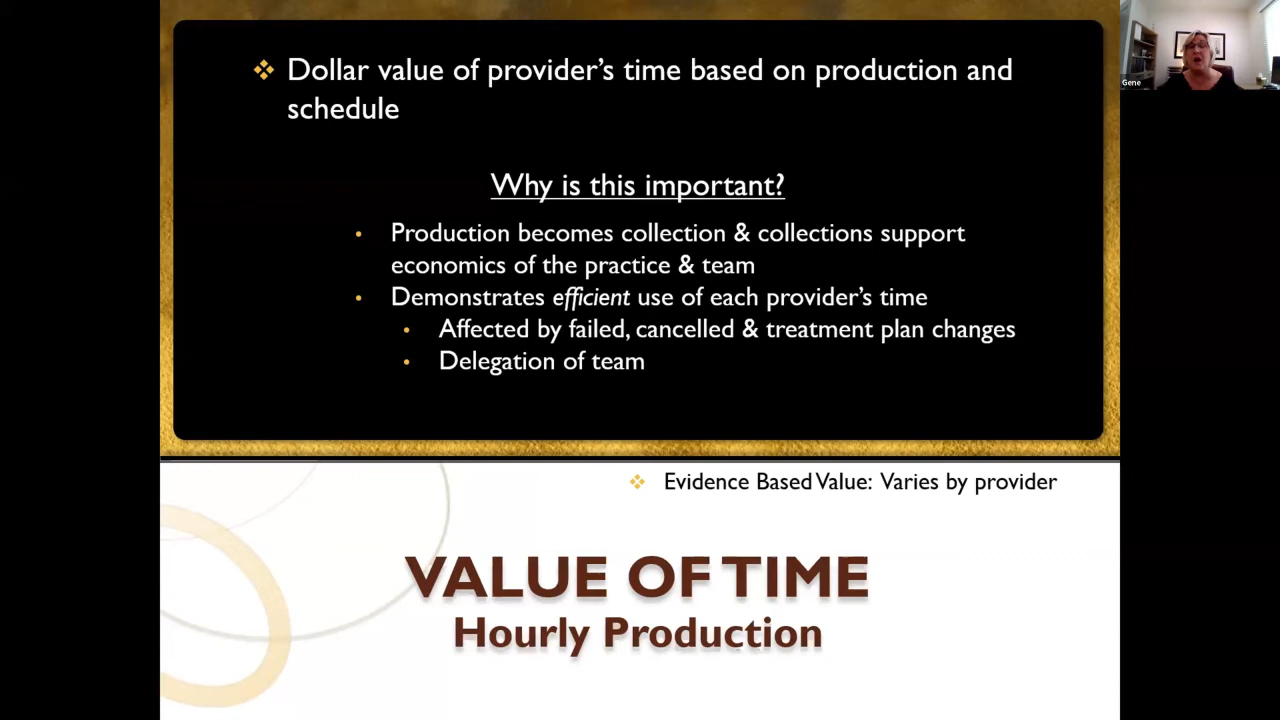 ❖ Dollar value of provider's time based on production and
schedule
Why is this important?
• Production becomes collection & collections support
economics of the practice & team
• Demonstrates efficient use of each provider's time
• Affected by failed, cancelled & treatment plan changes
• Delegation of team
❖ Evidence Based Value: Varies by provider
VALUE OF TIME
Hourly Production
Gene